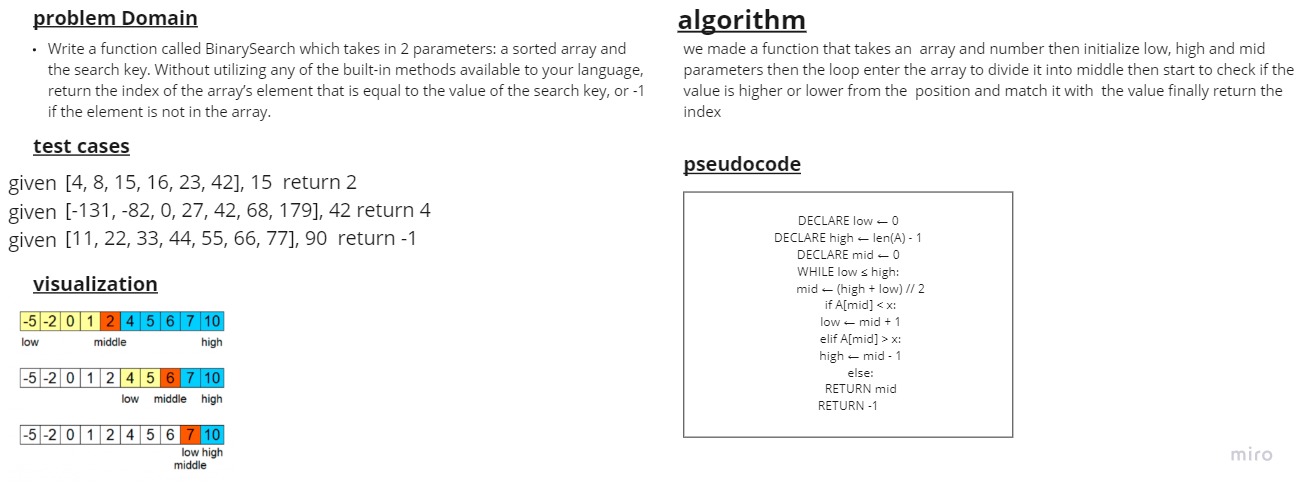 problem Domain
• Write a function called BinarySearch which takes in 2 parameters: a sorted array and
the search key. Without utilizing any of the built-in methods available to your language,
return the index of the array’s element that is equal to the value of the search key, or -1
if the element is not in the array.
test cases
given [4, 8, 15, 16, 23, 42], 15 return 2
given [-131, -82, 0, 27, 42, 68, 179], 42 return 4
given [11, 22, 33, 44, 55, 66, 77], 90 return -1
visualization
-5 -2 0 1 2 4 5 6 7 10
low middle high
-5 -2 0 1 2 4 5 6 7 10
low middle high
-5 -2 0 1 2 4 5 6 7 10
low high
middle
algorithm
we made a function that takes an array and number then initialize low, high and mid
parameters then the loop enter the array to divide it into middle then start to check if the
value is higher or lower from the position and match it with the value finally return the
index
pseudocode
DECLARE low ← 0
DECLARE high ← len(A) - 1
DECLARE mid ← 0
WHILE low ≤ high:
mid ← (high + low) // 2
if A[mid] < x:
low ← mid + 1
elif A[mid] > x:
high ← mid - 1
else:
RETURN mid
RETURN -1
miro